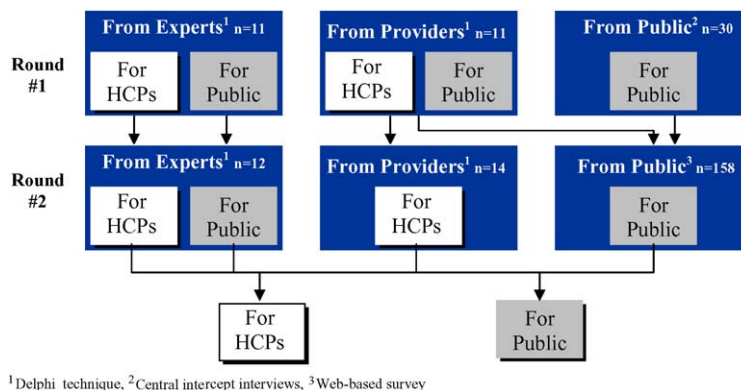 From Experts¹ n=11
From Providers¹ n=11
From Public² n=30
Round
#1
For
HCPs
For
Public
For
HCPs
For
Public
For
Public
From Experts¹ n=12
From Providers¹ n=14
From Public³ n=158
Round
#2
For
HCPs
For
Public
For
HCPs
For
Public
For
HCPs
For
Public
¹Delphi technique, ²Central intercept interviews, ³Web-based survey